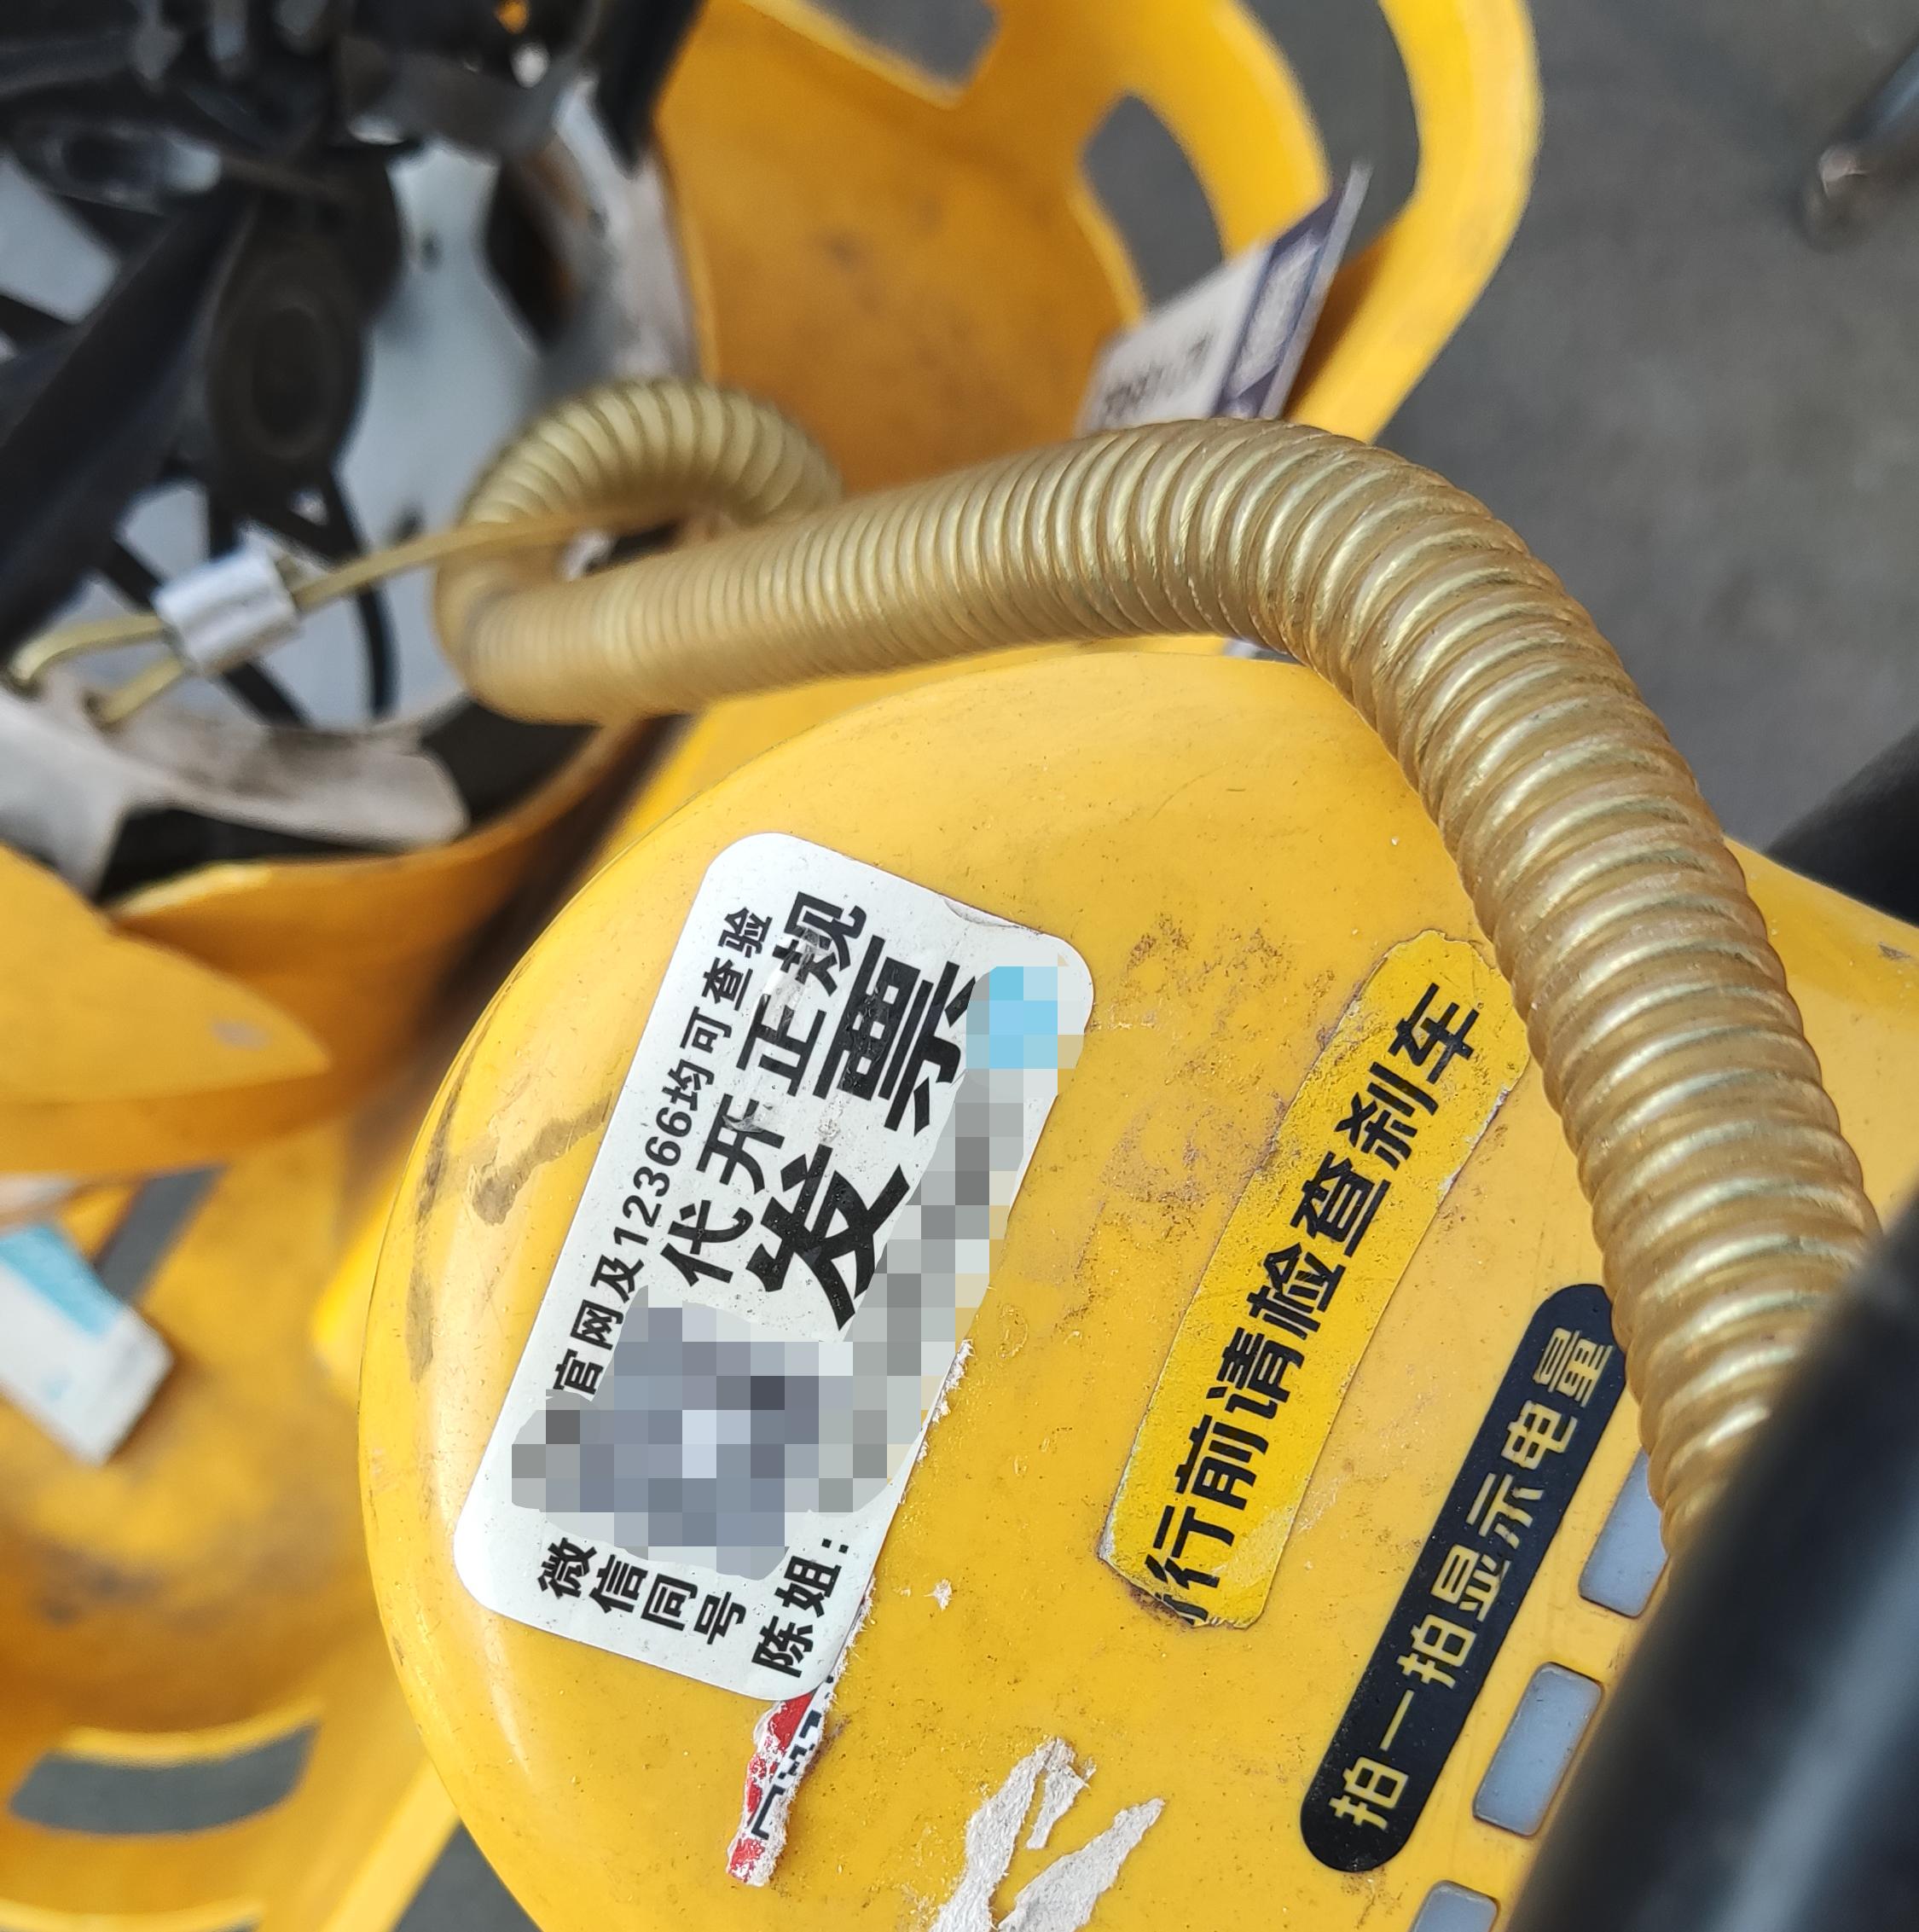 官网及12366均可查验
代开正规
发票
微
信
同
号
陈姐：
行前请检查刹车
拍一拍显示电量